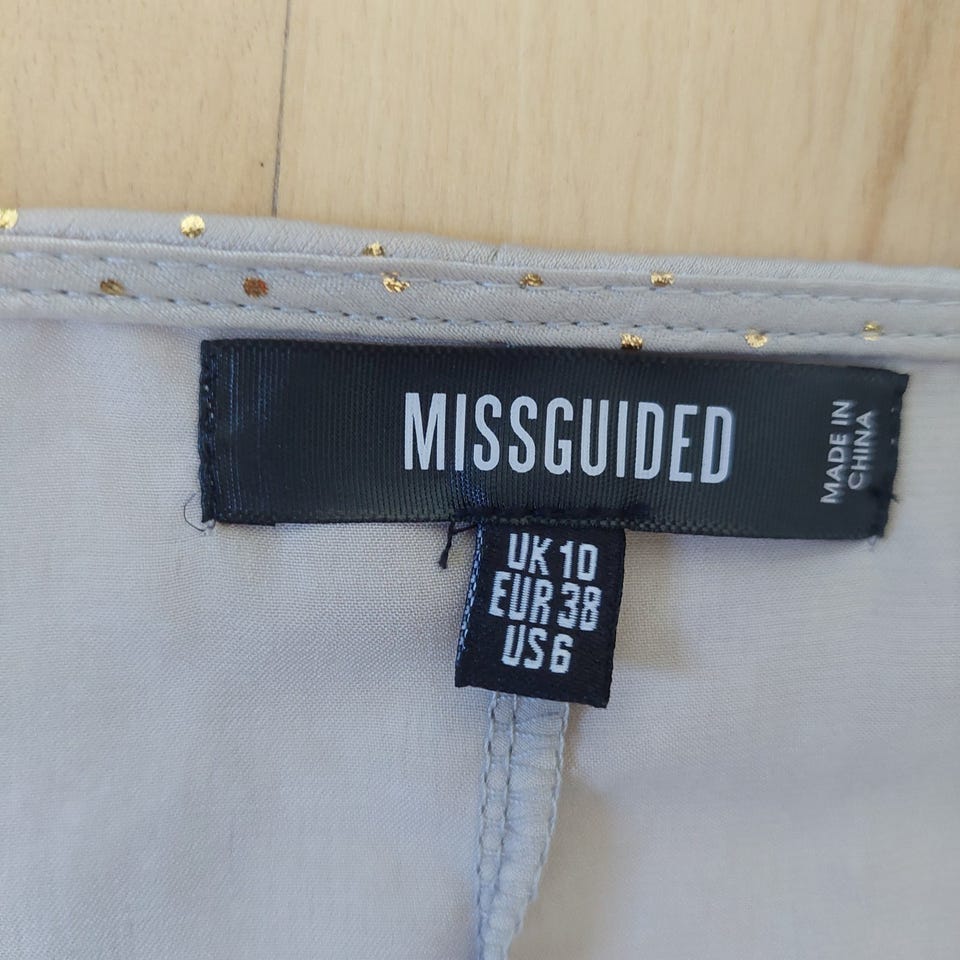 MISSGUIDED
MADE IN
CHINA
UK 10
EUR 38
US 6